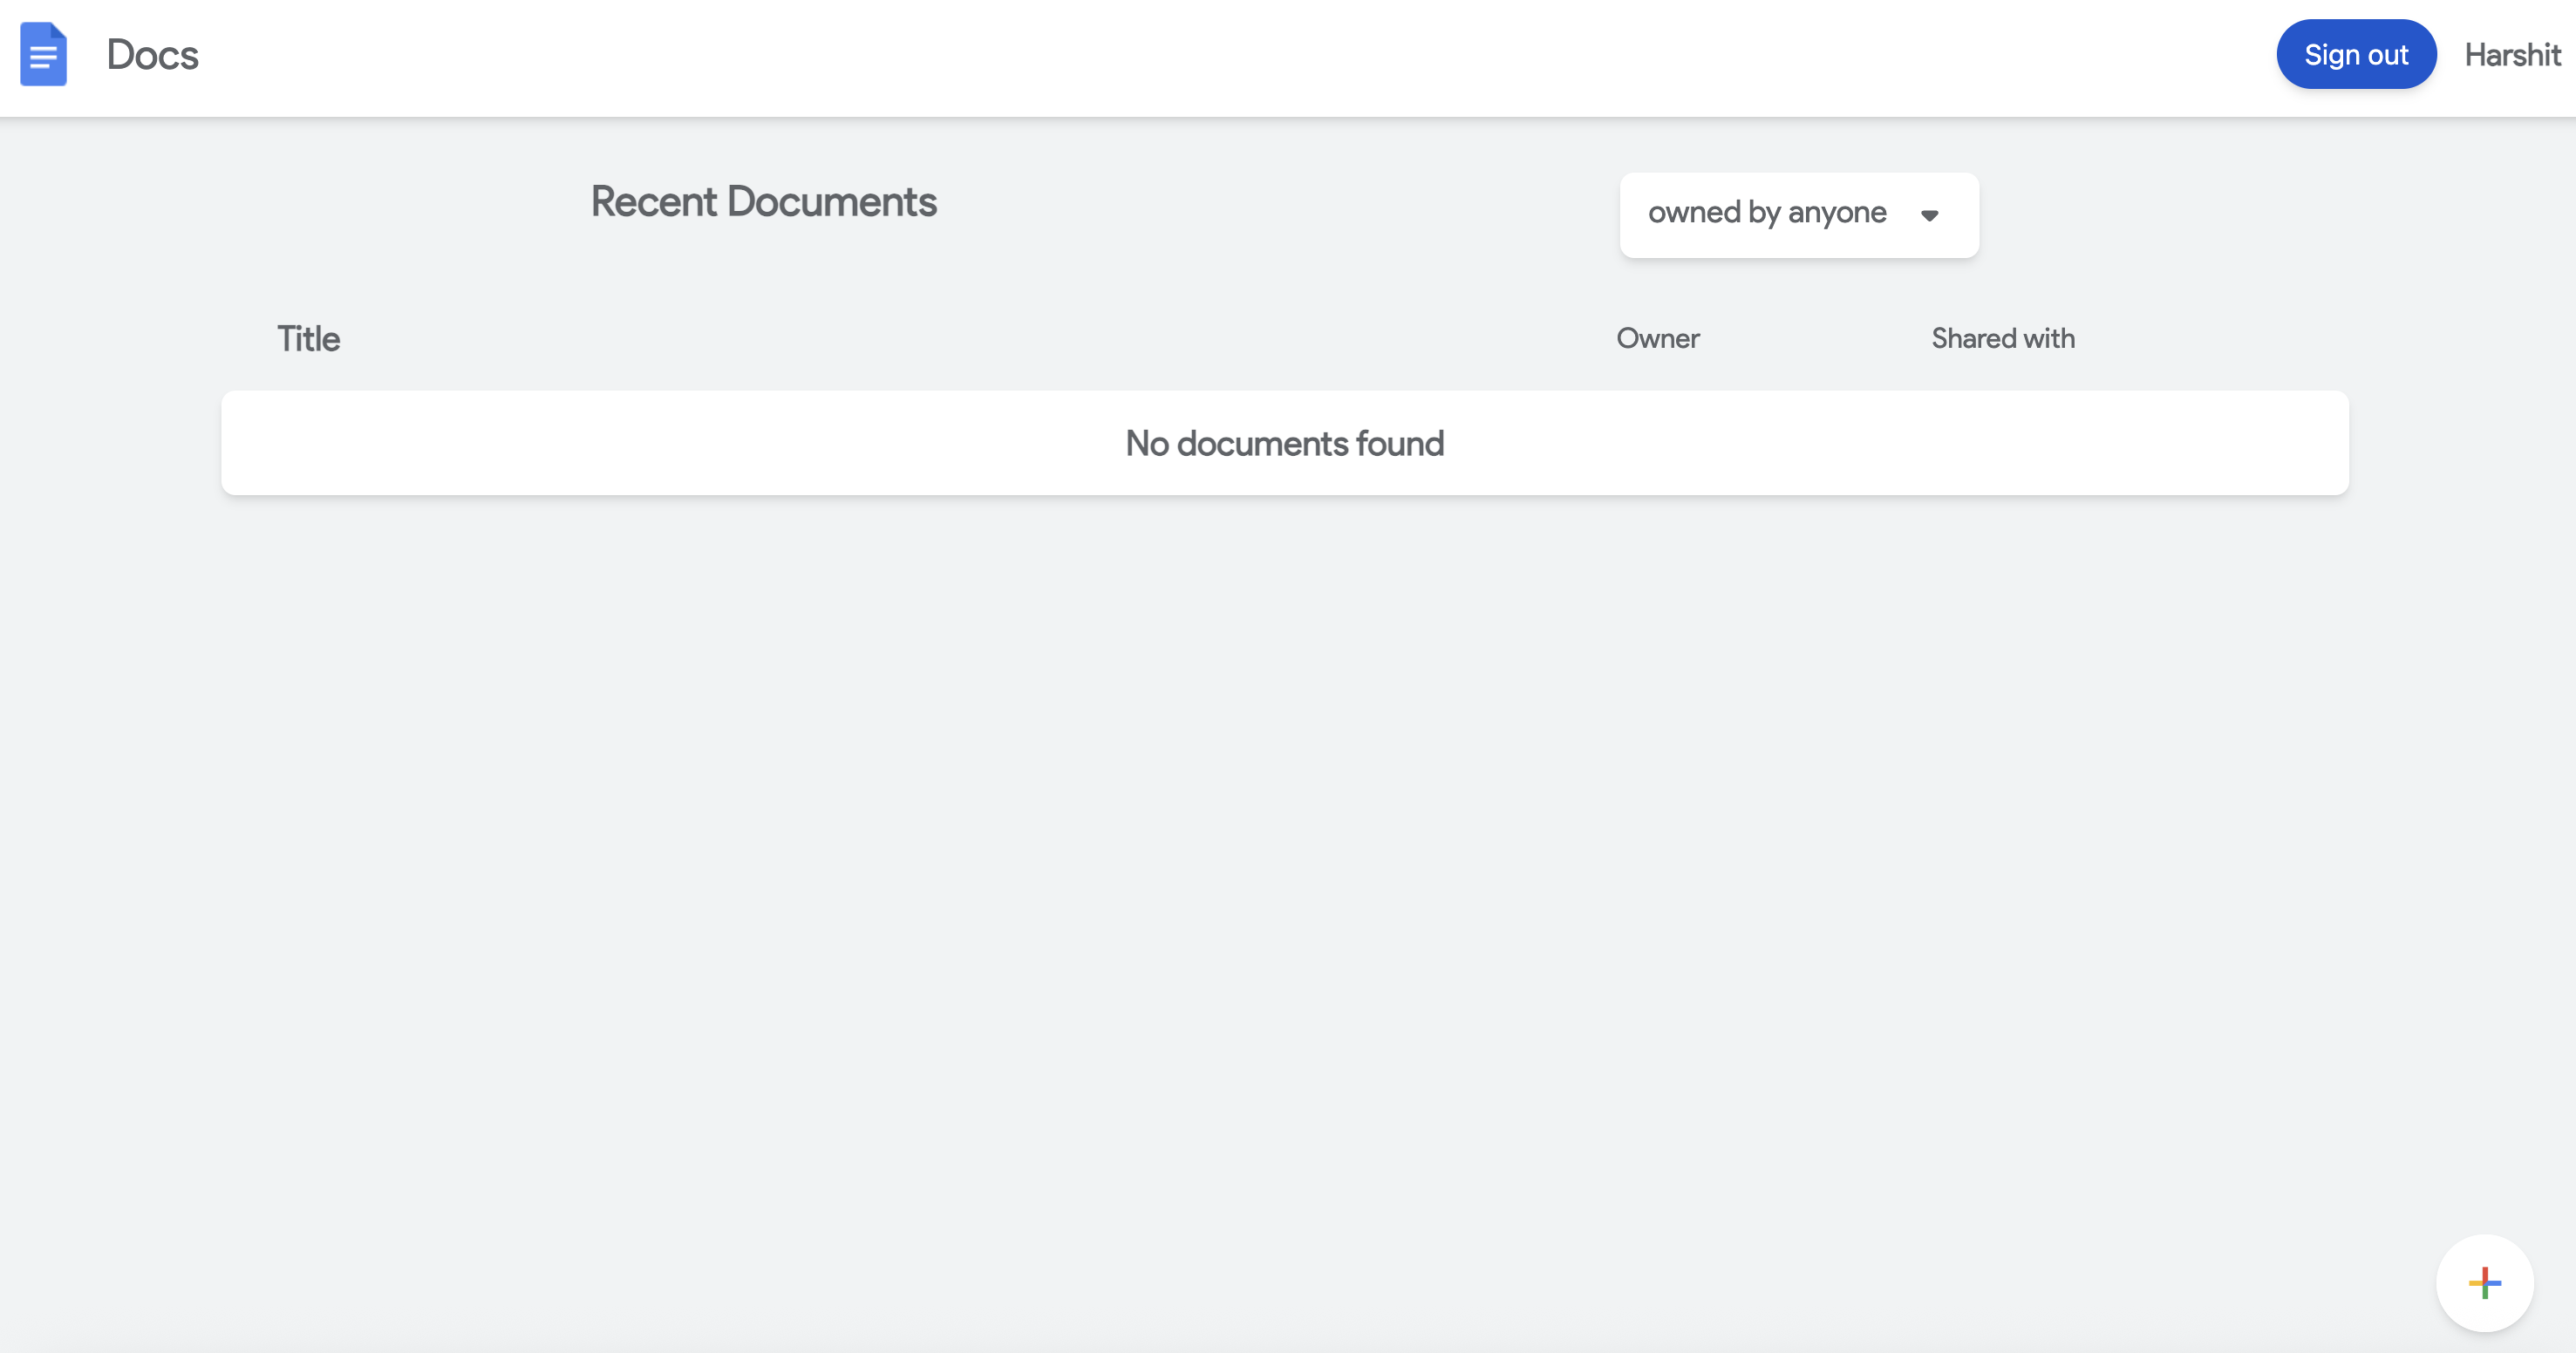 Docs
Sign out
Harshit
Recent Documents
owned by anyone
Title
Owner
Shared with
No documents found